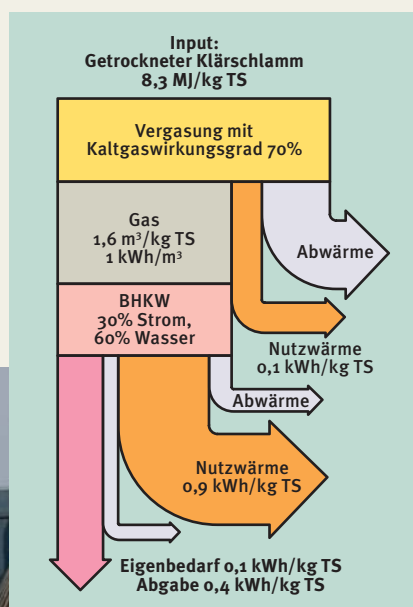 Input:
Getrockneter Klärschlamm
8,3 MJ/kg TS
Vergasung mit
Kaltgaswirkungsgrad 70%
Gas
1,6 m³/kg TS
1 kWh/m³
Abwärme
BHKW
30% Strom,
60% Wasser
Nutzwärme
0,1 kWh/kg TS
Abwärme
Nutzwärme
0,9 kWh/kg TS
Eigenbedarf 0,1 kWh/kg TS
Abgabe 0,4 kWh/kg TS